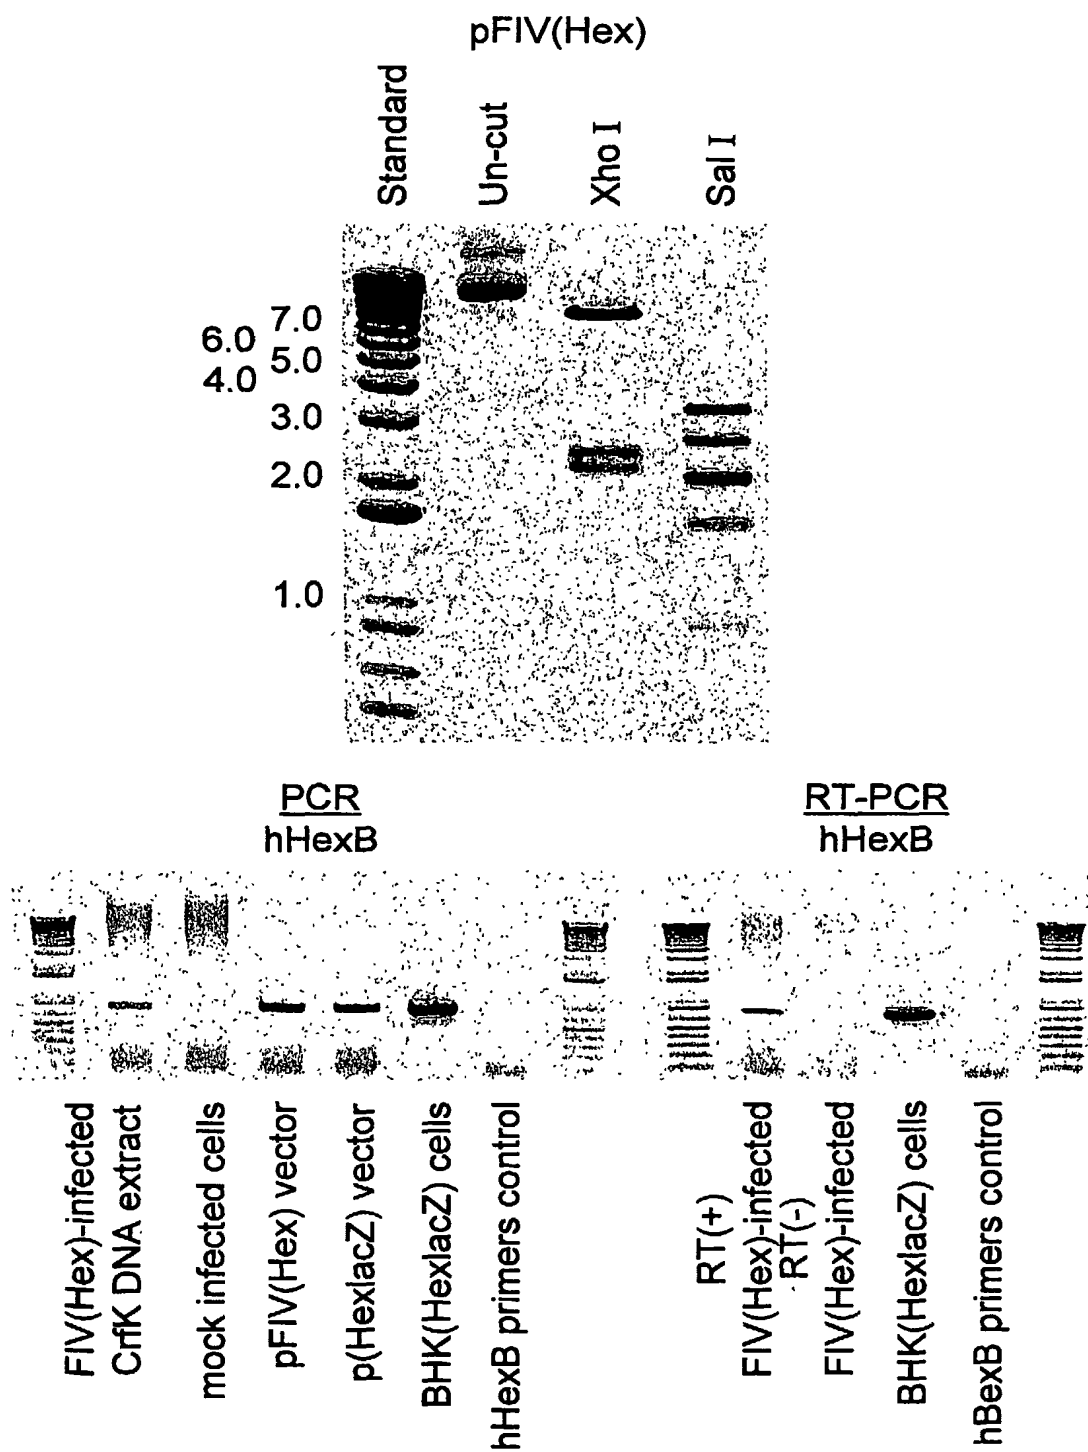 pFIV(Hex)
Standard
Un-cut
Xho I
Sal I
7.0
6.0
5.0
4.0
3.0
2.0
1.0
PCR
hHexB
RT-PCR
hHexB
FIV(Hex)-infected
CrfK DNA extract
mock infected cells
pFIV(Hex) vector
p(HexlacZ) vector
BHK(HexlacZ) cells
hHexB primers control
RT(+)
FIV(Hex)-infected
RT(-)
FIV(Hex)-infected
BHK(HexlacZ) cells
hBexB primers control